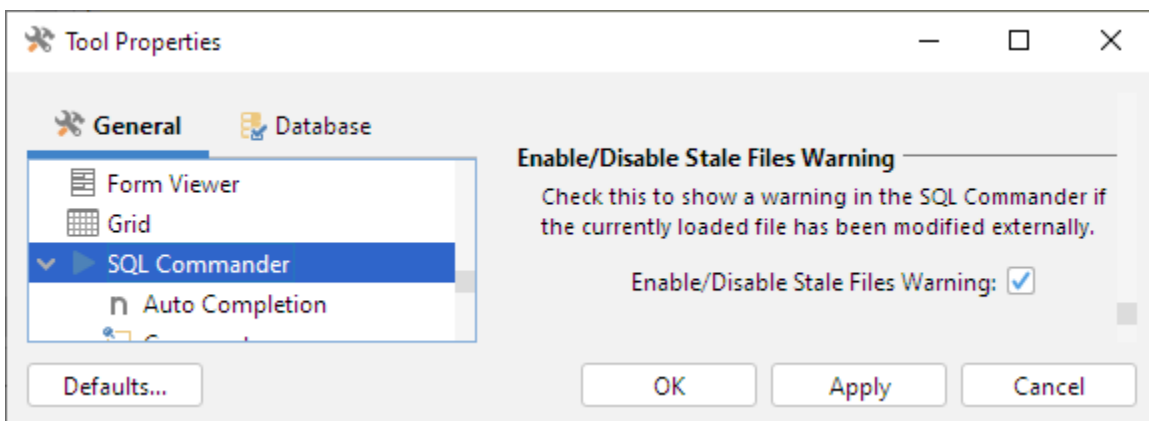 Tool Properties
General
Database
Form Viewer
Grid
SQL Commander
Auto Completion
Enable/Disable Stale Files Warning
Check this to show a warning in the SQL Commander if
the currently loaded file has been modified externally.
Enable/Disable Stale Files Warning:
Defaults...
OK
Apply
Cancel